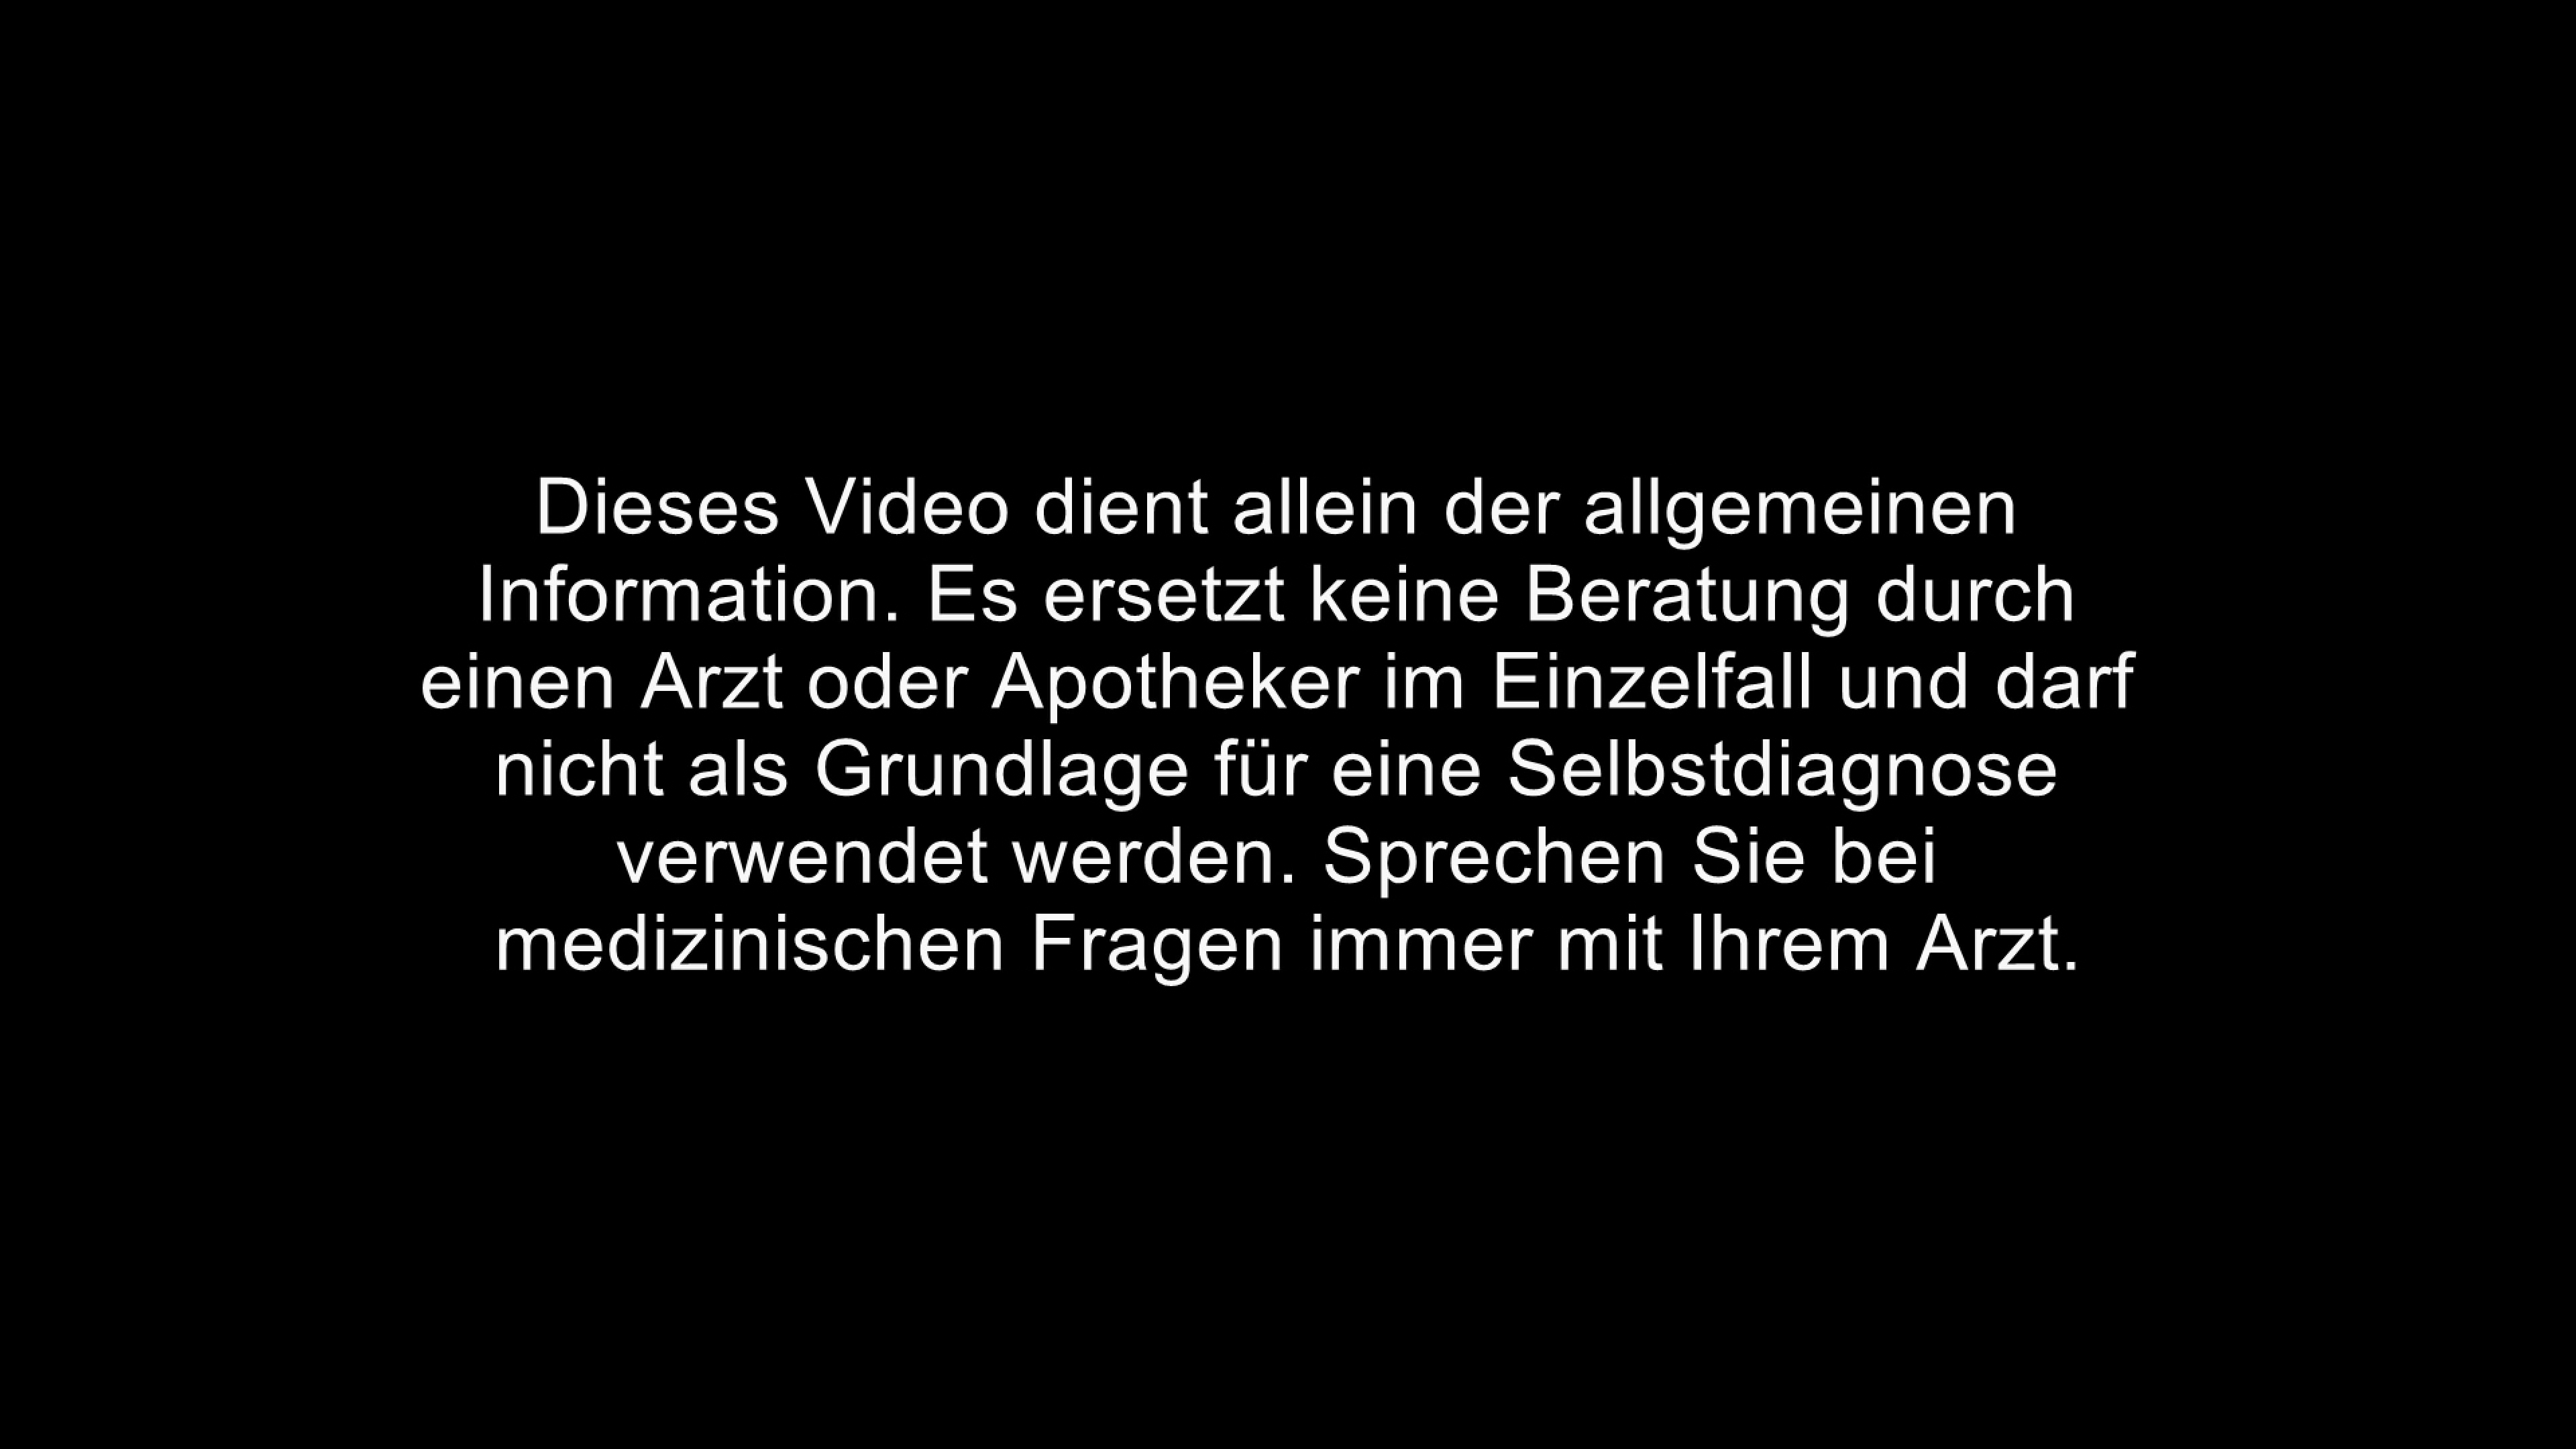 Dieses Video dient allein der allgemeinen
Information. Es ersetzt keine Beratung durch
einen Arzt oder Apotheker im Einzelfall und darf
nicht als Grundlage für eine Selbstdiagnose
verwendet werden. Sprechen Sie bei
medizinischen Fragen immer mit Ihrem Arzt.